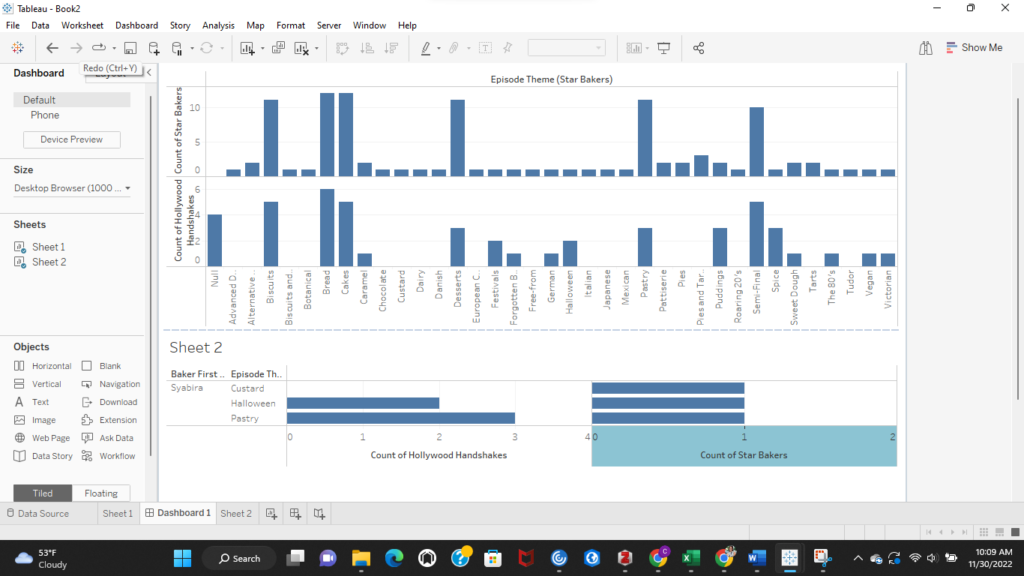 Tableau - Book2
File Data Worksheet Dashboard Story Analysis Map Format Server Window Help
Show Me
Dashboard
Redo (Ctrl+Y)
Default
Phone
Device Preview
Size
Desktop Browser (1000 ...
Sheets
Sheet 1
Sheet 2
Objects
Horizontal Blank
Vertical Navigation
Text Download
Image Extension
Web Page Ask Data
Data Story Workflow
Tiled Floating
Episode Theme (Star Bakers)
Count of Star Bakers
10
5
0
Count of Hollywood
Handshakes
6
4
2
0
Null
Advanced D..
Alternative ..
Biscuits
Biscuits and..
Botanical
Bread
Cakes
Caramel
Chocolate
Custard
Dairy
Danish
Desserts
European C..
Festivals
Forgotten B..
Free-from
German
Halloween
Italian
Japanese
Mexican
Pastry
Pattiserie
Pies
Pies and Tar..
Puddings
Roaring 20's
Semi-Final
Spice
Sweet Dough
Tarts
The 80's
Tudor
Vegan
Victorian
Sheet 2
Baker First .. Episode Th..
Syabira Custard
Halloween
Pastry
0 1 2 3 4 0 1 2
Count of Hollywood Handshakes Count of Star Bakers
Data Source Sheet 1 Dashboard 1 Sheet 2
53°F
Cloudy
Search
10:09 AM
11/30/2022